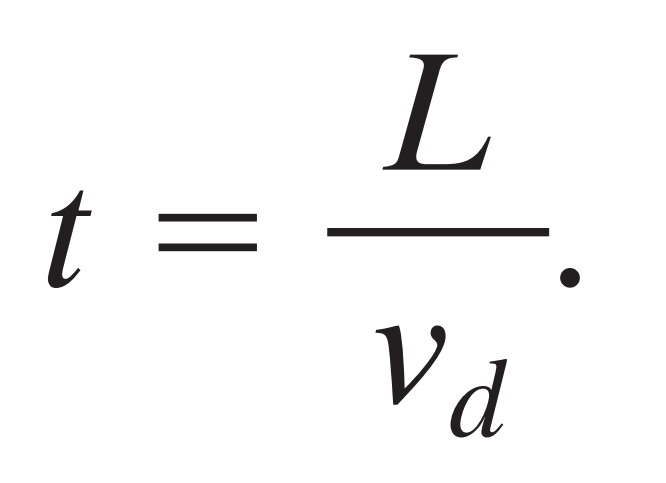 t = L / v_d.